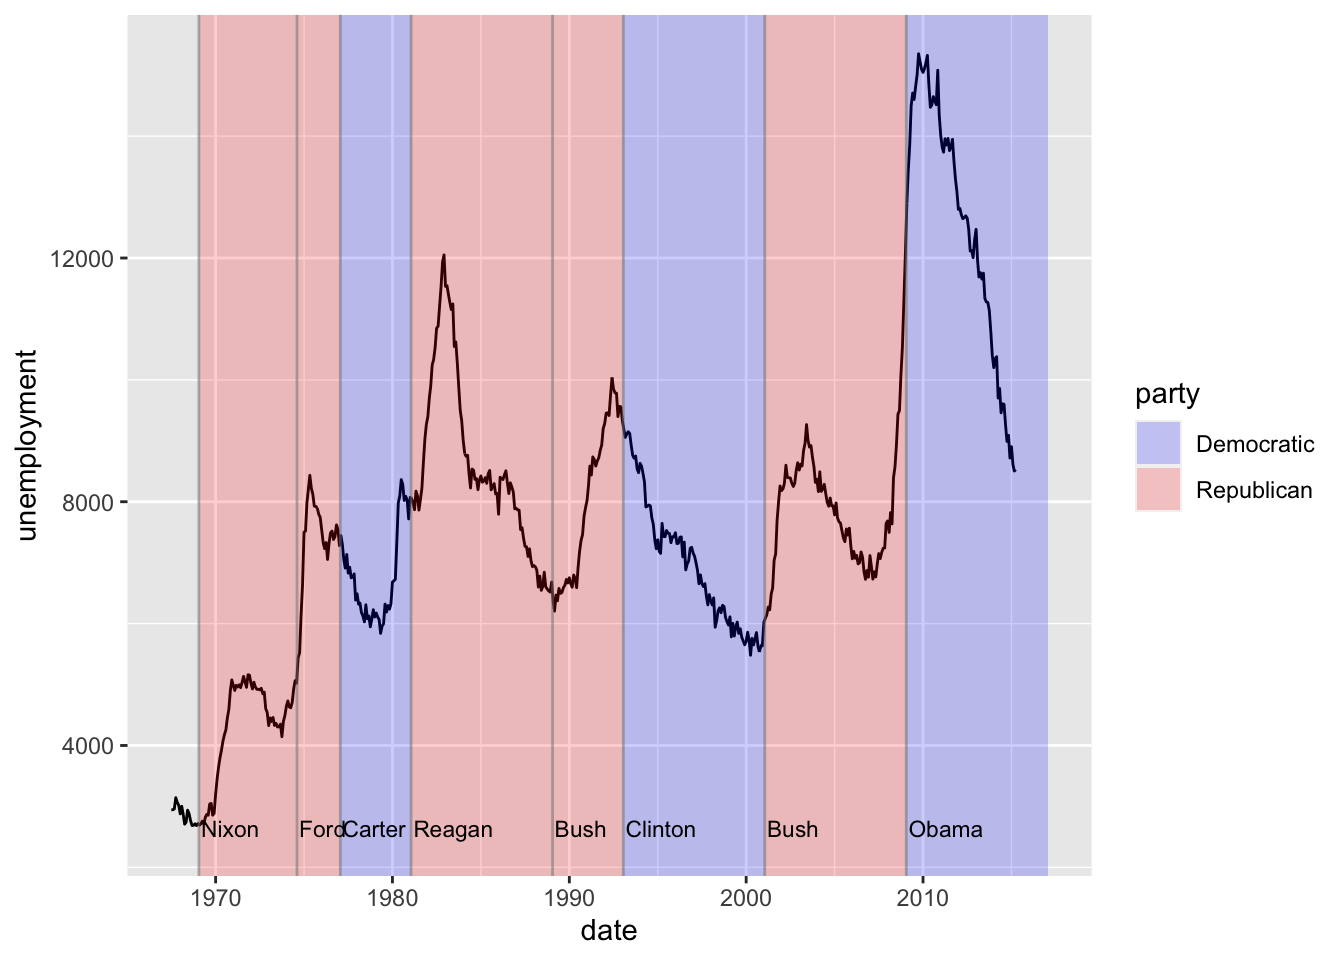 unemployment
12000
8000
4000
Nixon
Ford
Carter
Reagan
Bush
Clinton
Bush
Obama
1970
1980
1990
2000
2010
date
party
Democratic
Republican